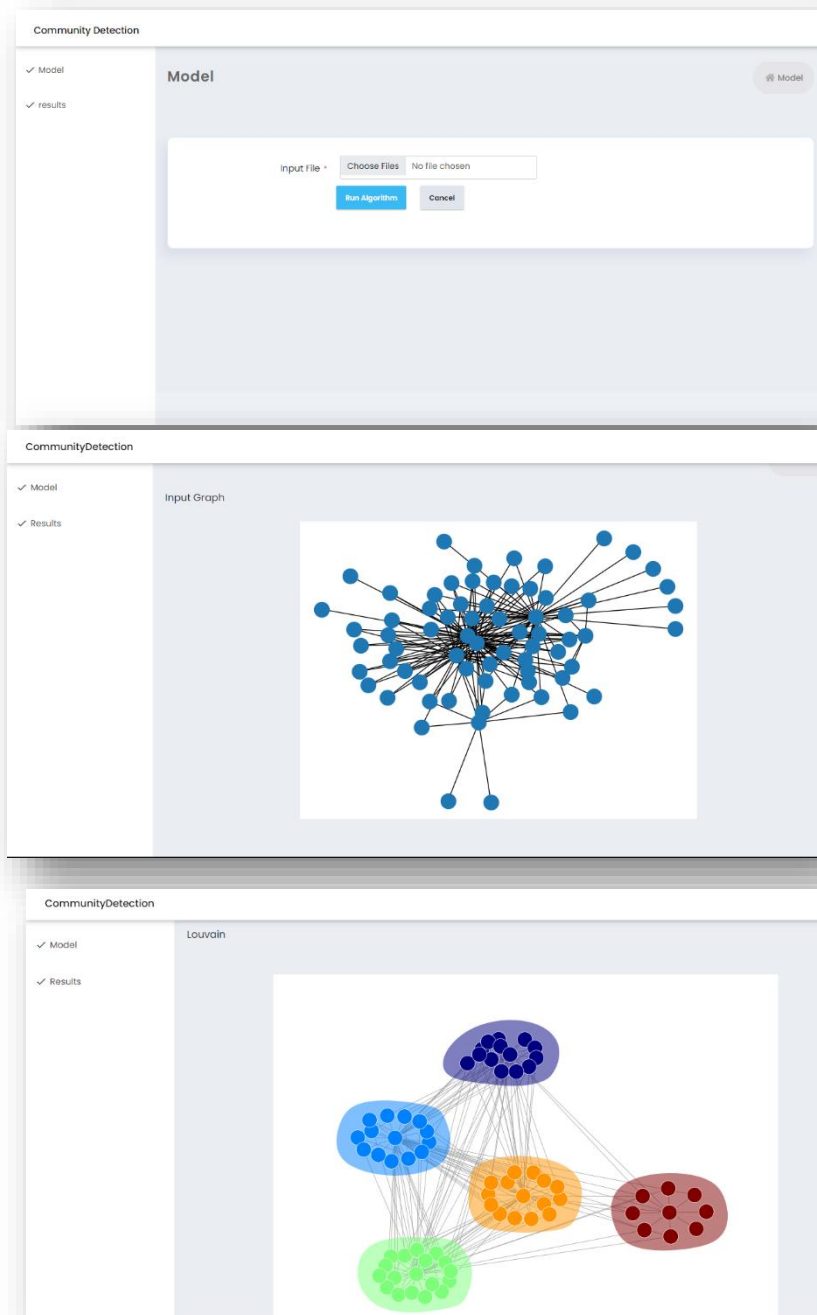 Community Detection
Model
results
Model
Model
Input File *
Choose Files No file chosen
Run Algorithm Cancel
CommunityDetection
Model
Results
Input Graph
CommunityDetection
Model
Results
Louvain